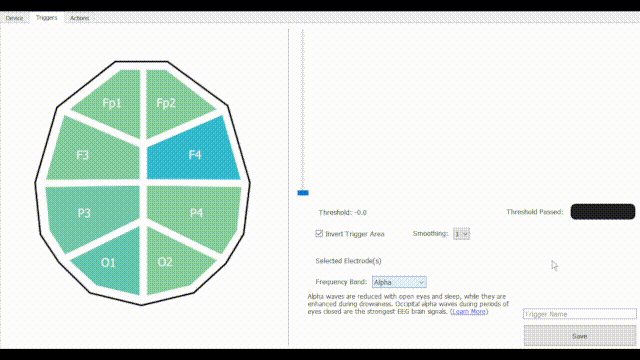 Device Triggers Actions
Fp1 Fp2
F3 F4
P3 P4
O1 O2
Threshold: -0.0
Threshold Passed:
Invert Trigger Area
Smoothing: 1
Selected Electrode(s)
Frequency Band: Alpha
Alpha waves are reduced with open eyes and sleep, while they are
enhanced during drowsiness. Occipital alpha waves during periods of
eyes closed are the strongest EEG brain signals. (Learn More)
Trigger Name
Save